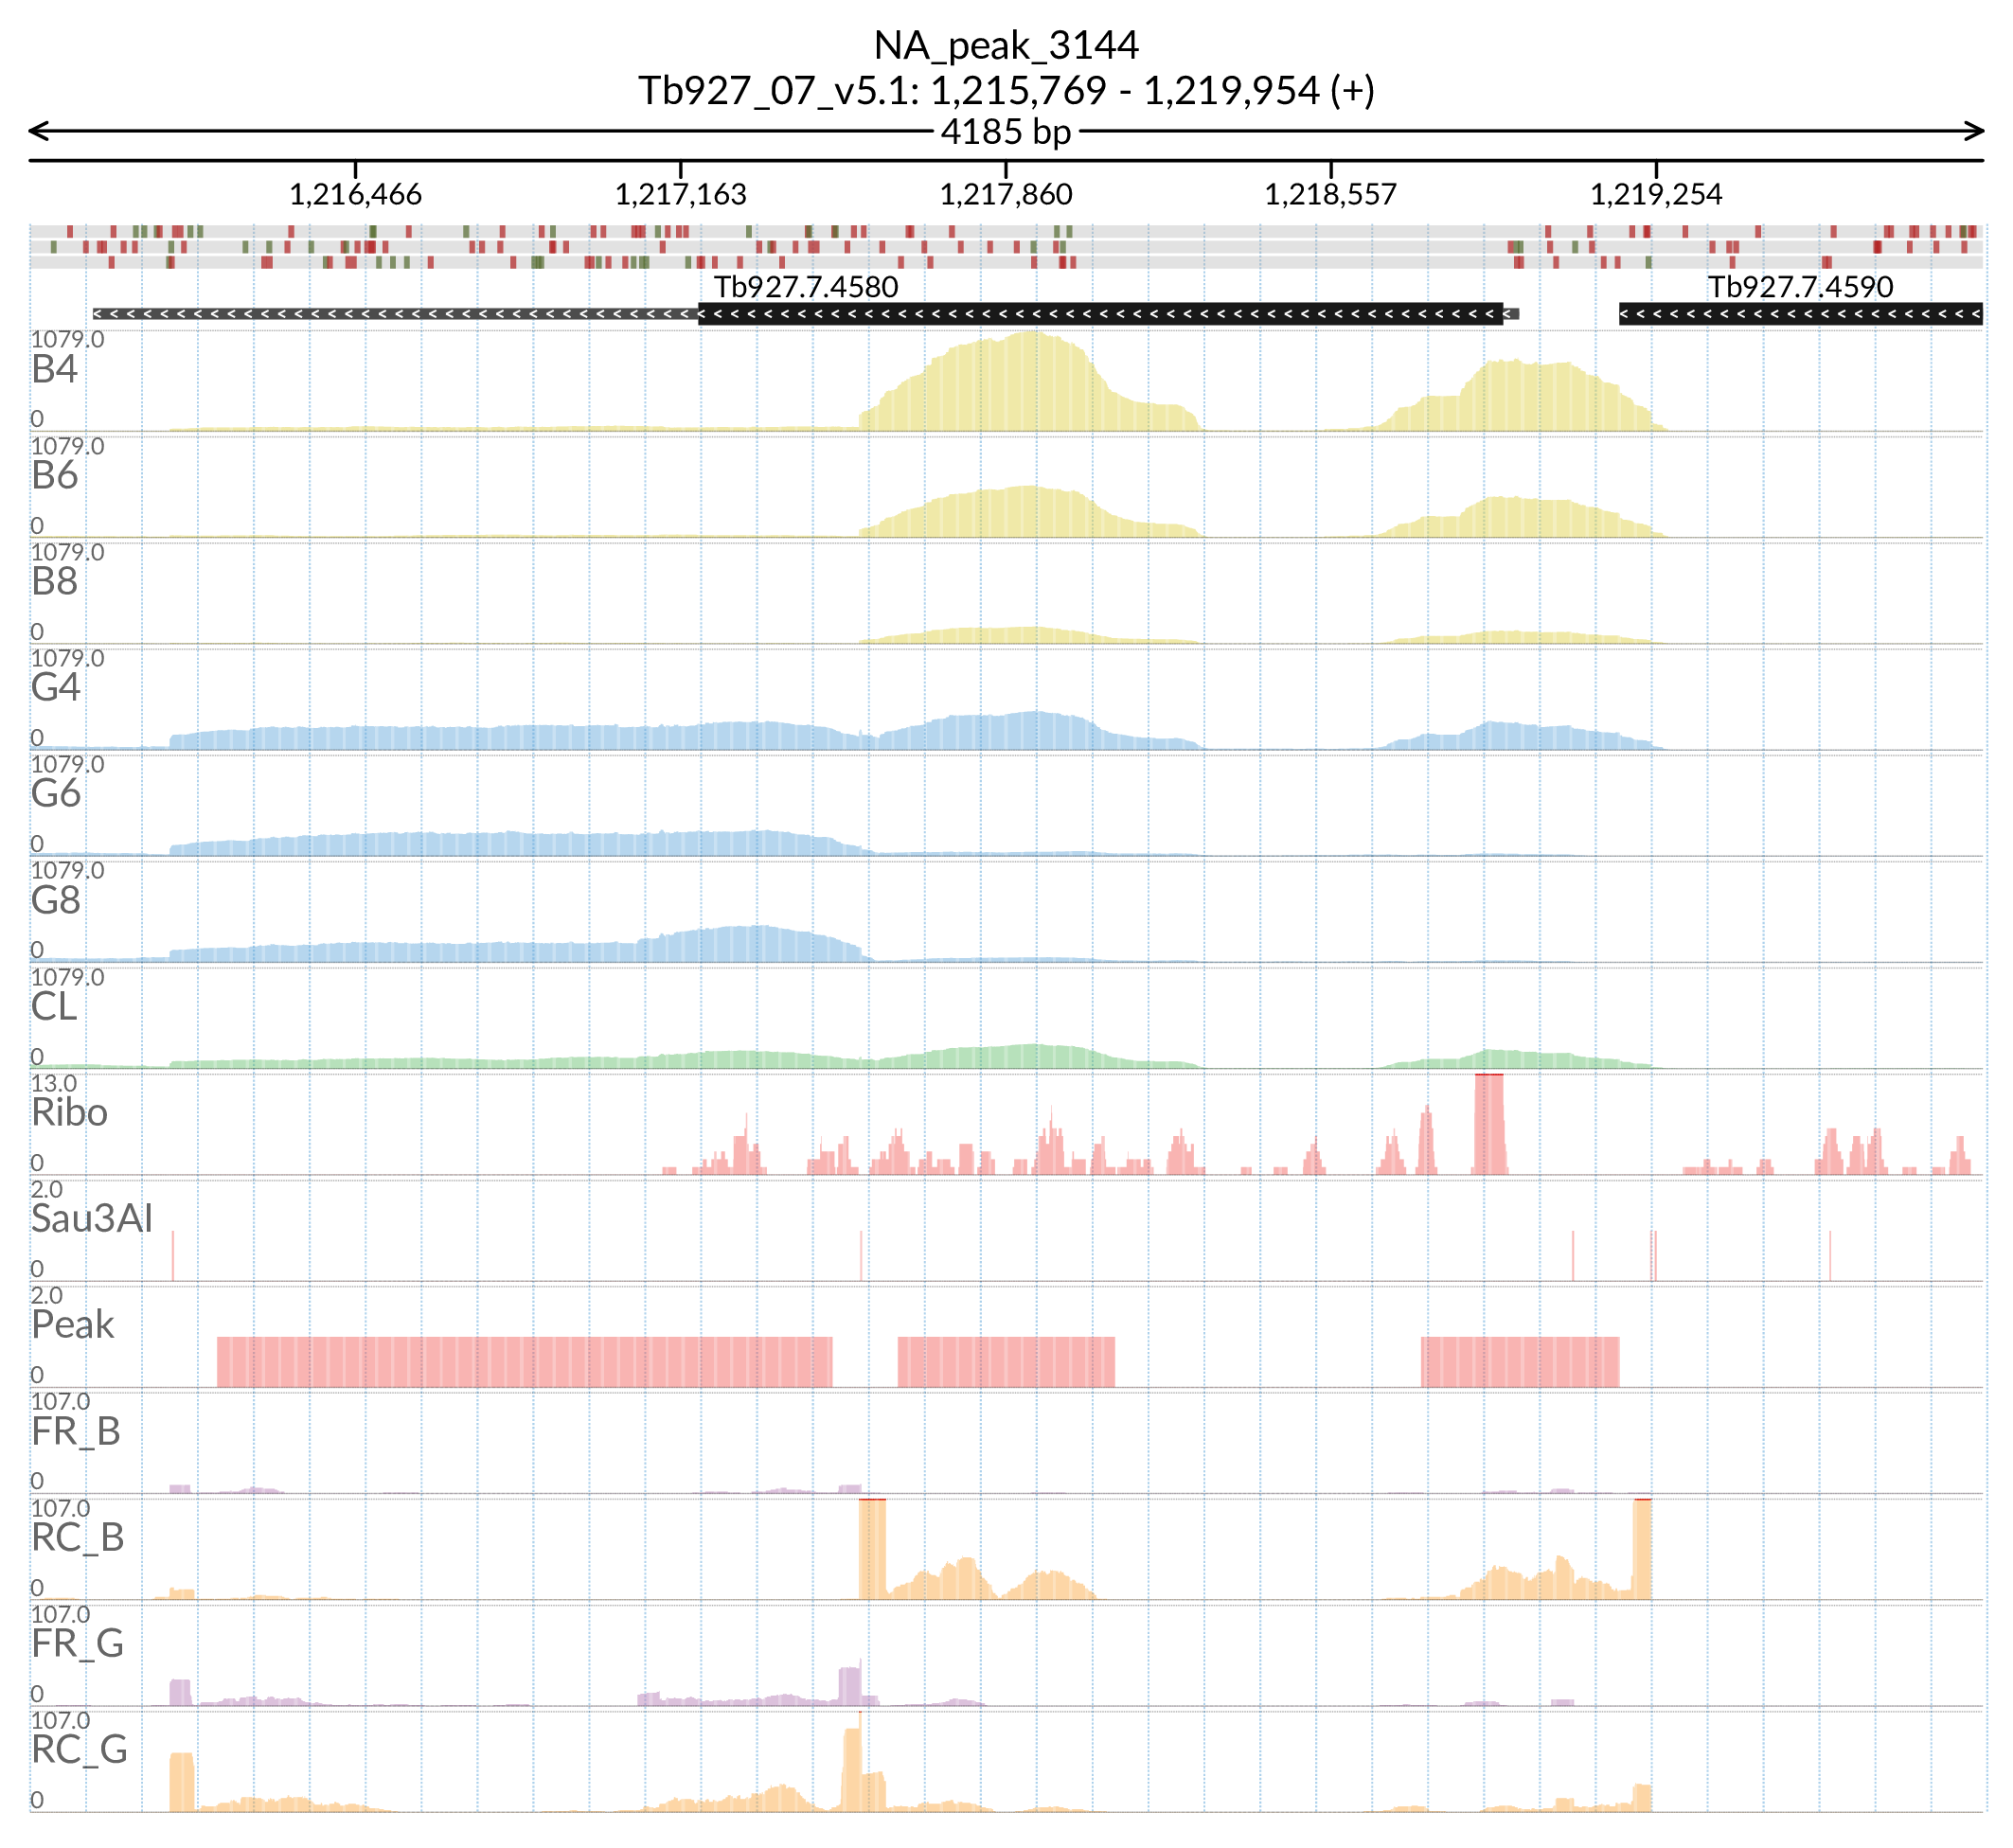 NA_peak_3144
Tb927_07_v5.1: 1,215,769 - 1,219,954 (+)
4185 bp
1,216,466 1,217,163 1,217,860 1,218,557 1,219,254
Tb927.7.4580 Tb927.7.4590
1079.0
B4
0
1079.0
B6
0
1079.0
B8
0
1079.0
G4
0
1079.0
G6
0
1079.0
G8
0
1079.0
CL
0
13.0
Ribo
0
2.0
Sau3AI
0
2.0
Peak
0
107.0
FR_B
0
107.0
RC_B
0
107.0
FR_G
0
107.0
RC_G
0